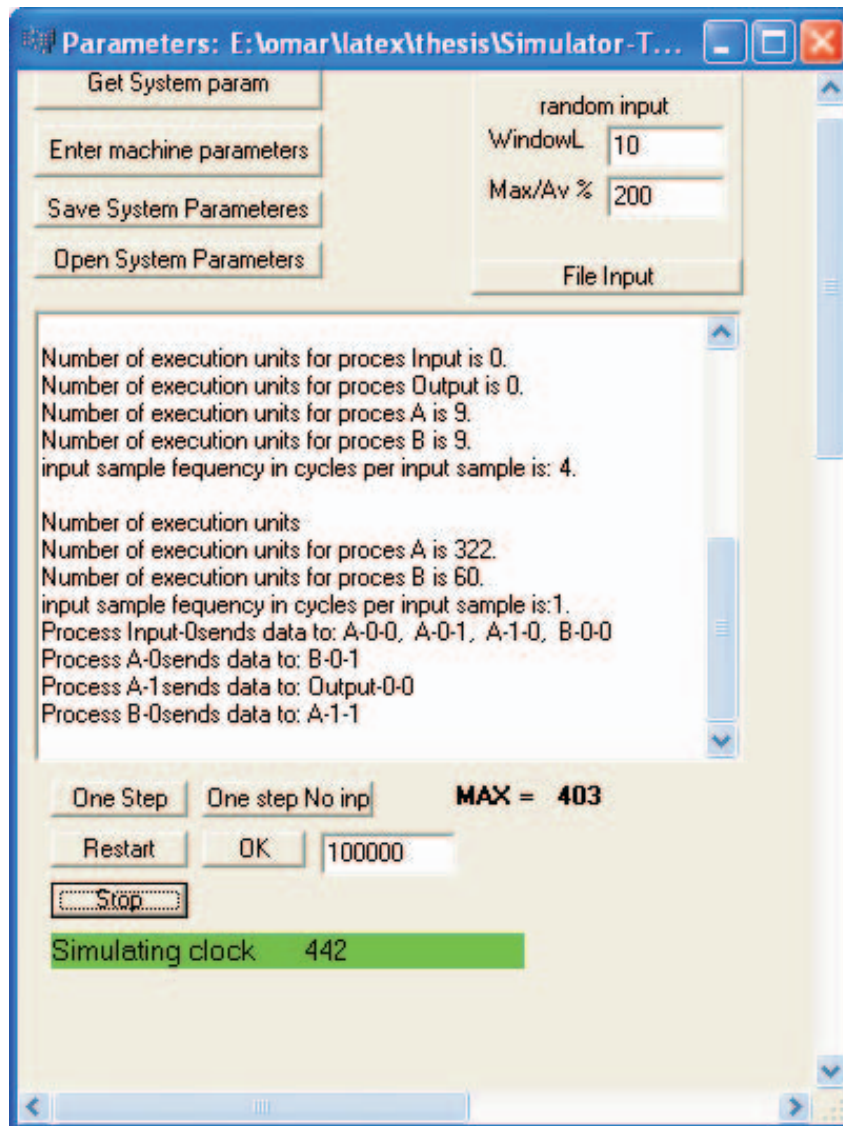 Parameters: E:\omar\latex\thesis\Simulator-T...
Get System param
Enter machine parameters
Save System Parameteres
Open System Parameters
random input
WindowL 10
Max/Av % 200
File Input
Number of execution units for proces Input is 0.
Number of execution units for proces Output is 0.
Number of execution units for proces A is 9.
Number of execution units for proces B is 9.
input sample fequency in cycles per input sample is: 4.
Number of execution units
Number of execution units for proces A is 322.
Number of execution units for proces B is 60.
input sample fequency in cycles per input sample is:1.
Process Input-0sends data to: A-0-0, A-0-1, A-1-0, B-0-0
Process A-0sends data to: B-0-1
Process A-1sends data to: Output-0-0
Process B-0sends data to: A-1-1
One Step One step No inp MAX = 403
Restart OK 100000
Stop
Simulating clock 442